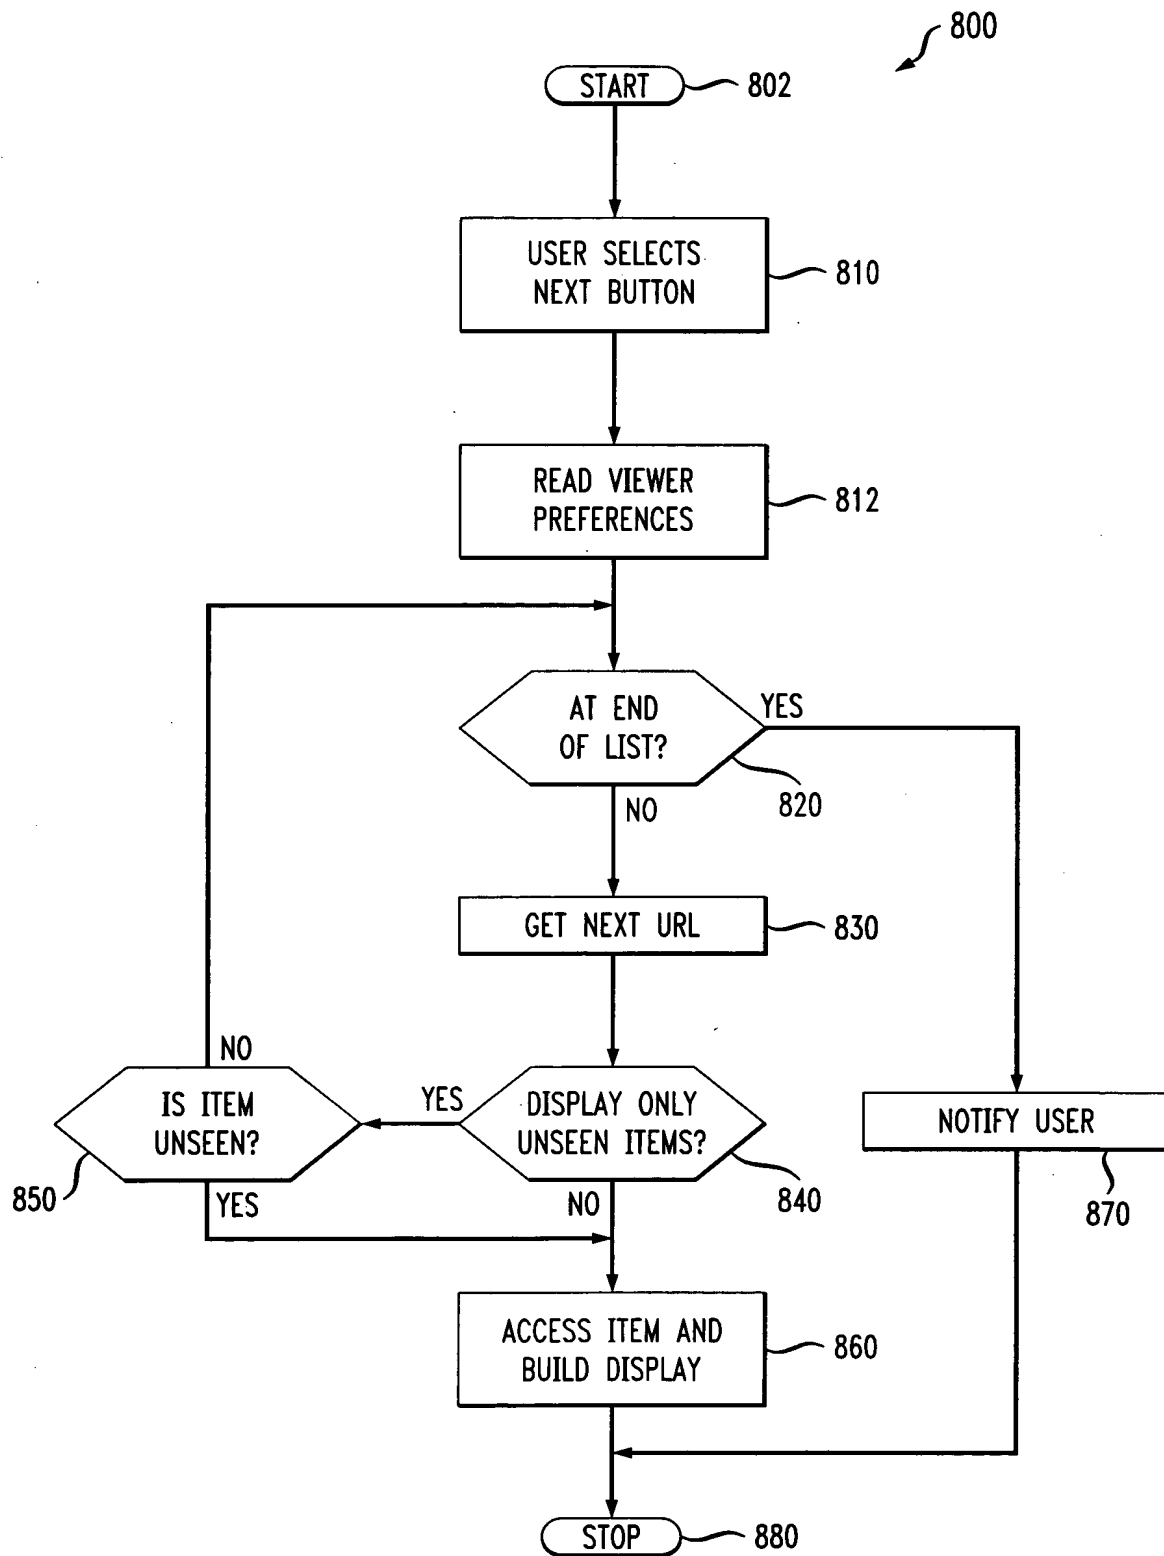 800
START
802
USER SELECTS
NEXT BUTTON
810
READ VIEWER
PREFERENCES
812
AT END
OF LIST?
YES
820
NO
GET NEXT URL
830
NO
IS ITEM
UNSEEN?
850
YES
YES
DISPLAY ONLY
UNSEEN ITEMS?
840
NO
NOTIFY USER
870
ACCESS ITEM AND
BUILD DISPLAY
860
STOP
880